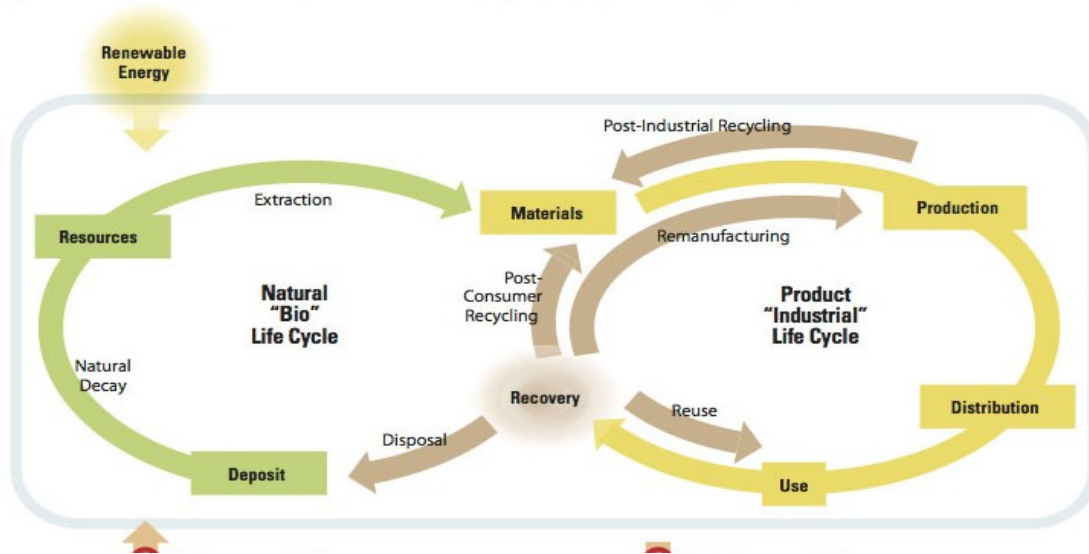 Renewable
Energy
Post-Industrial Recycling
Extraction
Materials
Production
Resources
Remanufacturing
Natural
"Bio"
Life Cycle
Post-
Consumer
Recycling
Product
"Industrial"
Life Cycle
Natural
Decay
Recovery
Distribution
Reuse
Disposal
Deposit
Use